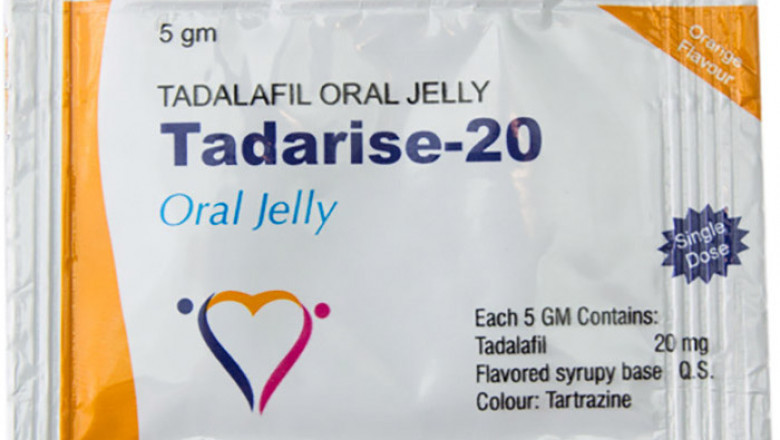 5 gm
Orange
Flavour
TADALAFIL ORAL JELLY
Tadarise-20
Oral Jelly
Single
Dose
Each 5 GM Contains:
Tadalafil 20 mg
Flavored syrupy base Q.S.
Colour: Tartrazine